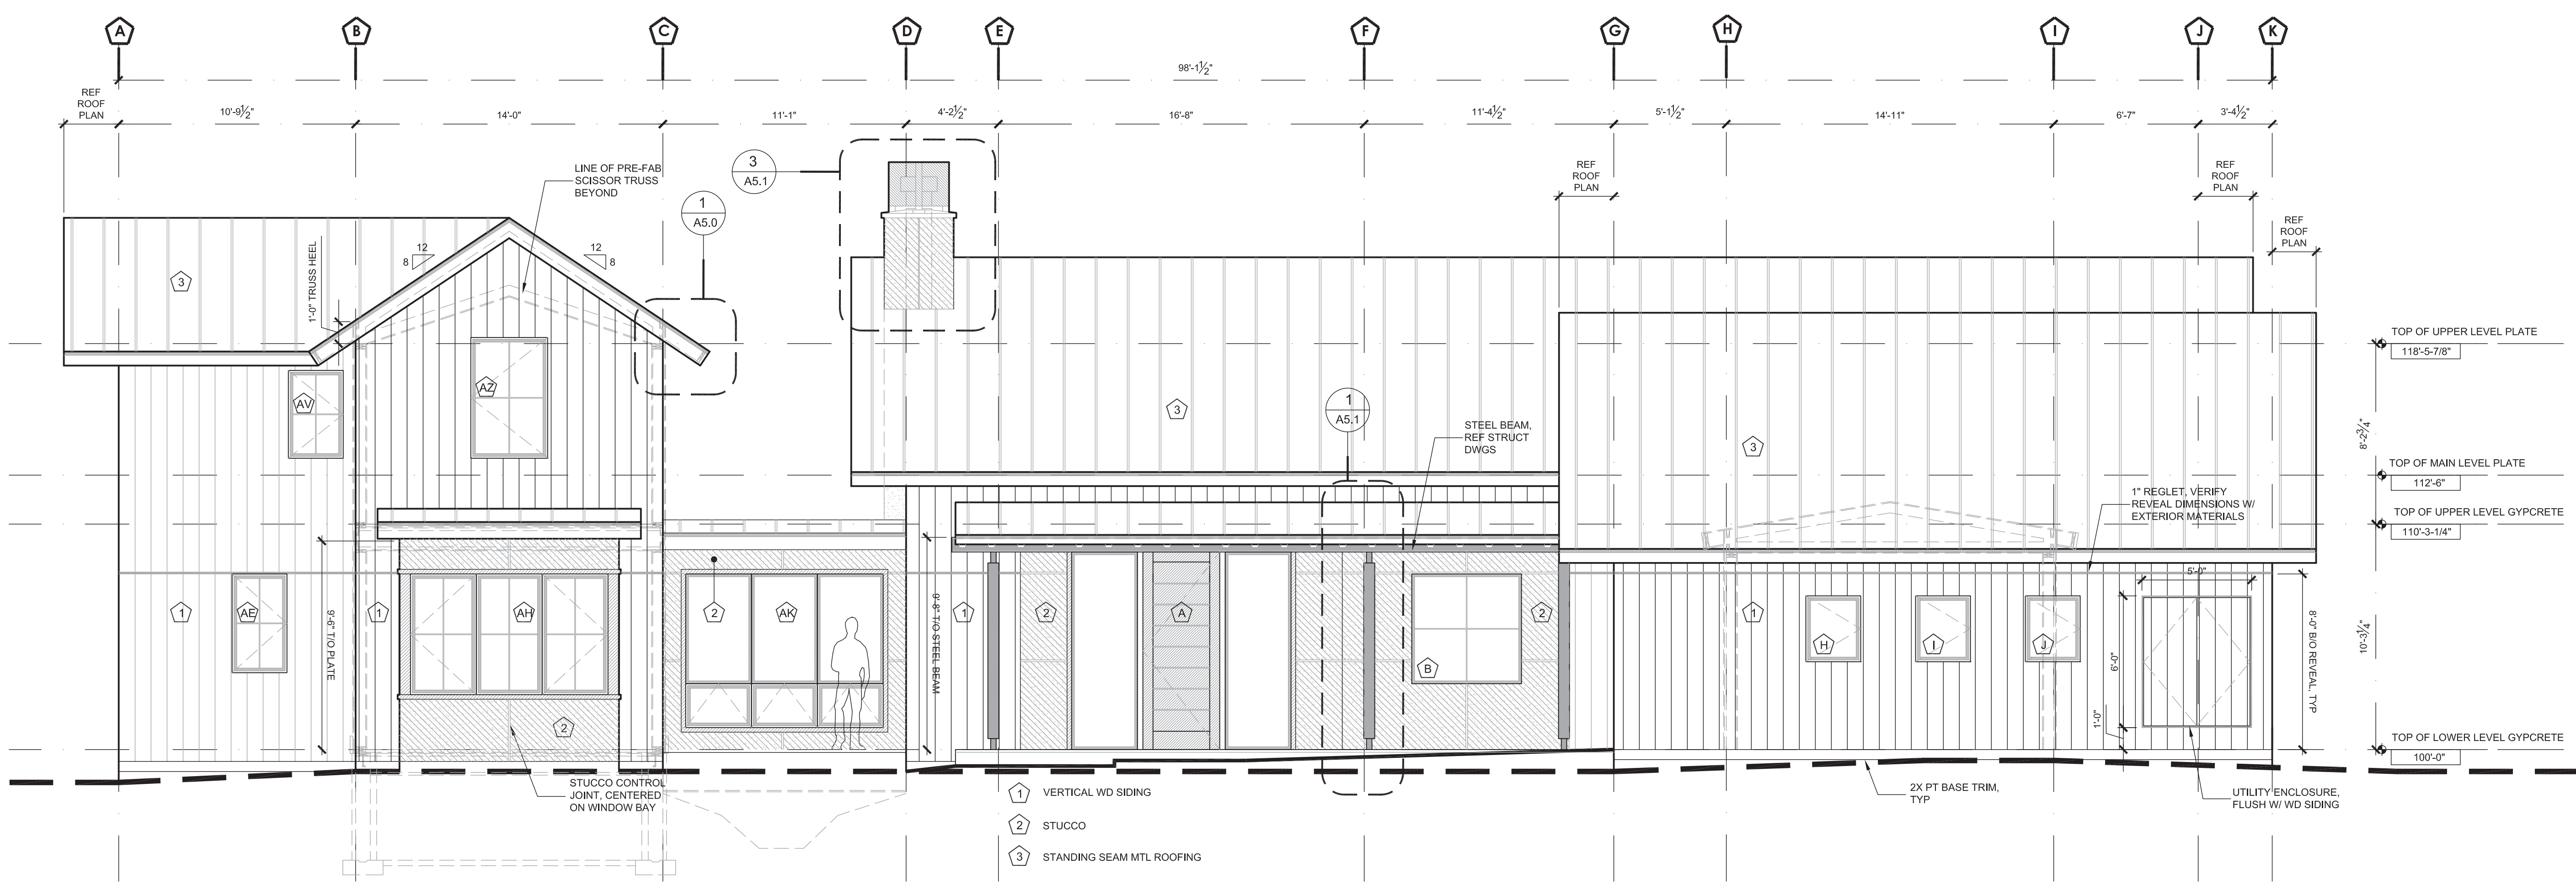 A B C D E F G H I J K
98'-1½"
REF
ROOF
PLAN
10'-9½" 14'-0" 11'-1" 4'-2½" 16'-8" 11'-4½" 5'-1½" 14'-11" 6'-7" 3'-4½"
LINE OF PRE-FAB
SCISSOR TRUSS
BEYOND
3
A5.1
1
A5.0
REF
ROOF
PLAN
REF
ROOF
PLAN
REF
ROOF
PLAN
12
8
12
8
1'-0" TRUSS HEEL
3
TOP OF UPPER LEVEL PLATE
118'-5-7/8"
AV
AZ
3
1
A5.1
STEEL BEAM,
REF STRUCT
DWGS
3
8'-2¾"
TOP OF MAIN LEVEL PLATE
112'-6"
1" REGLET, VERIFY
REVEAL DIMENSIONS W/
EXTERIOR MATERIALS
TOP OF UPPER LEVEL GYPCRETE
110'-3-1/4"
5'-0"
1
AE
9'-6" T/O PLATE
1
AH
2
AK
9'-8" T/O STEEL BEAM
1
2
A
B
2
1
H
I
J
6'-0"
1'-0"
8'-0" B/O REVEAL, TYP
10'-3¼"
2
TOP OF LOWER LEVEL GYPCRETE
100'-0"
STUCCO CONTROL
JOINT, CENTERED
ON WINDOW BAY
2X PT BASE TRIM,
TYP
UTILITY ENCLOSURE,
FLUSH W/ WD SIDING
1 VERTICAL WD SIDING
2 STUCCO
3 STANDING SEAM MTL ROOFING